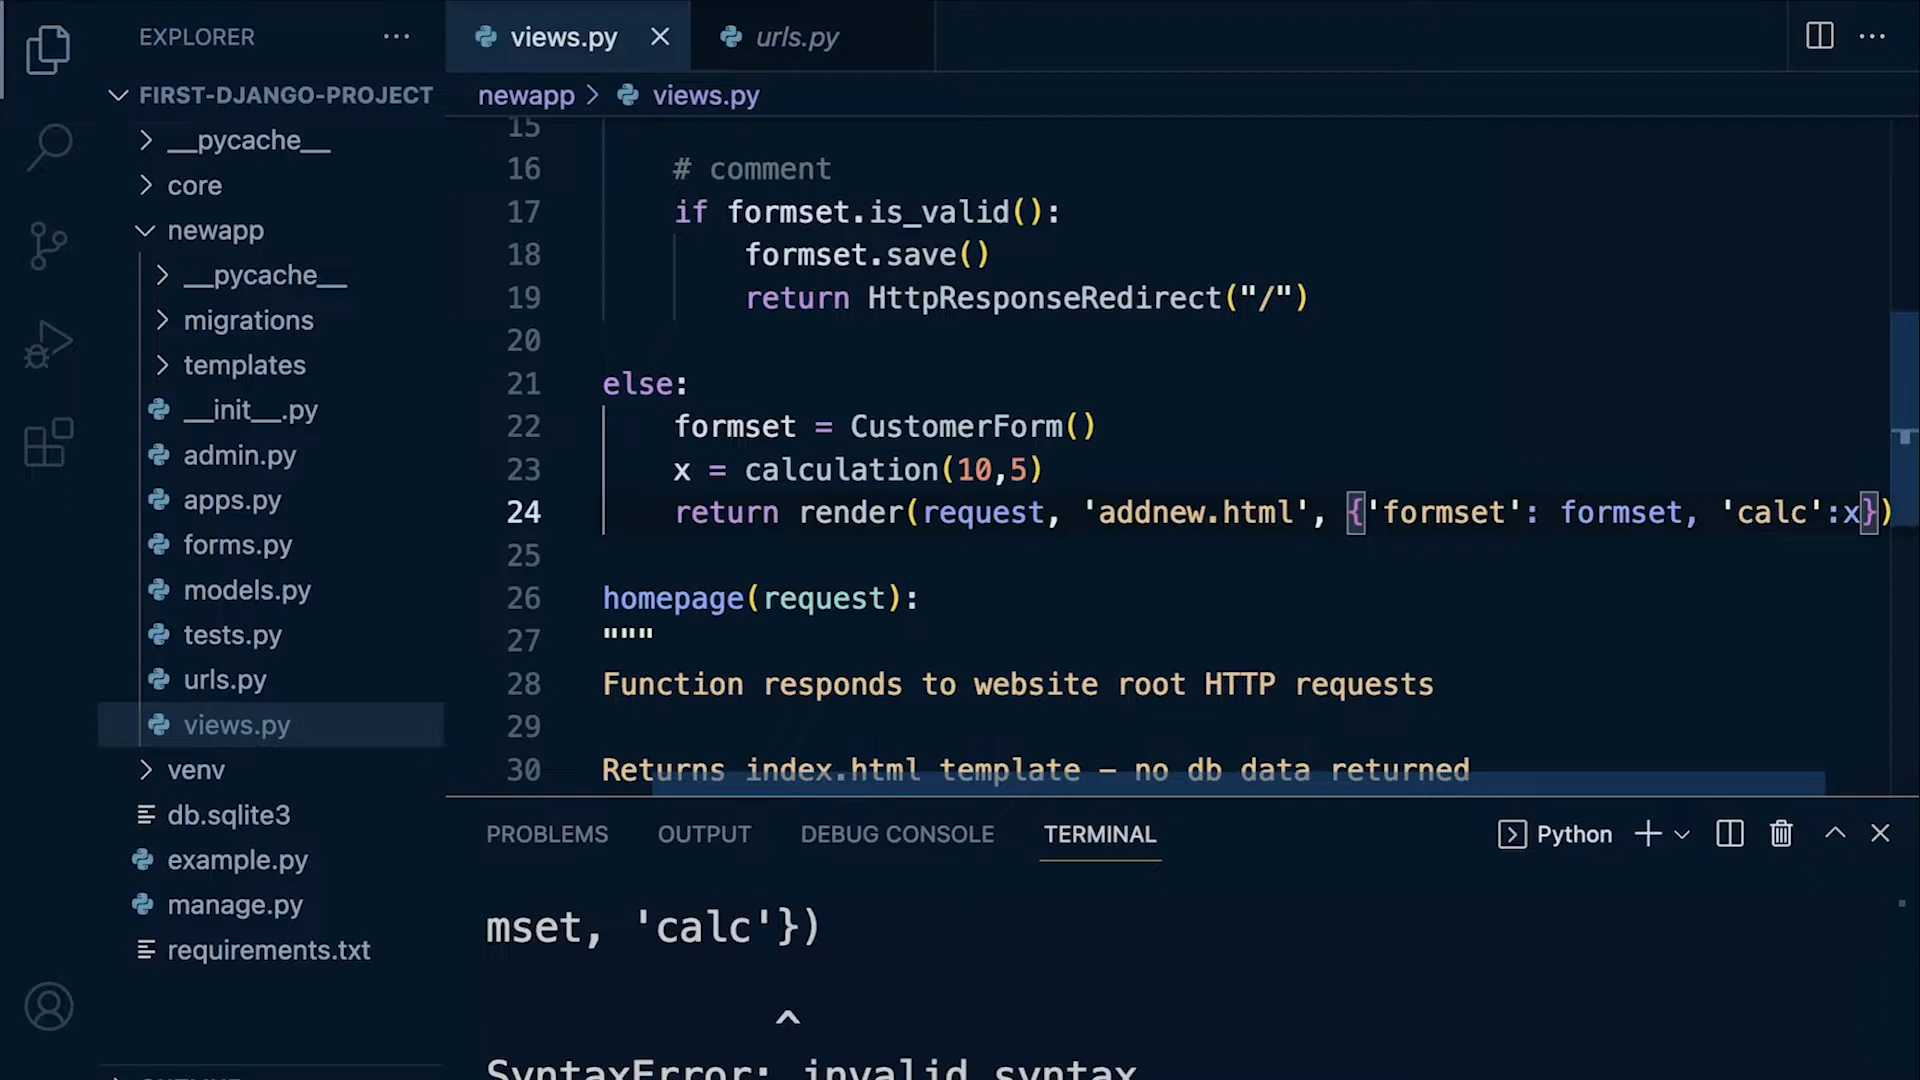 EXPLORER
FIRST-DJANGO-PROJECT
__pycache__
core
newapp
__pycache__
migrations
templates
__init__.py
admin.py
apps.py
forms.py
models.py
tests.py
urls.py
views.py
venv
db.sqlite3
example.py
manage.py
requirements.txt
views.py
urls.py
newapp > views.py
15
16 # comment
17 if formset.is_valid():
18 formset.save()
19 return HttpResponseRedirect("/")
20
21 else:
22 formset = CustomerForm()
23 x = calculation(10,5)
24 return render(request, 'addnew.html', {'formset': formset, 'calc':x})
25
26 homepage(request):
27 """
28 Function responds to website root HTTP requests
29
30 Returns index.html template – no db data returned
PROBLEMS OUTPUT DEBUG CONSOLE TERMINAL Python
mset, 'calc'})
^
SyntaxError: invalid syntax